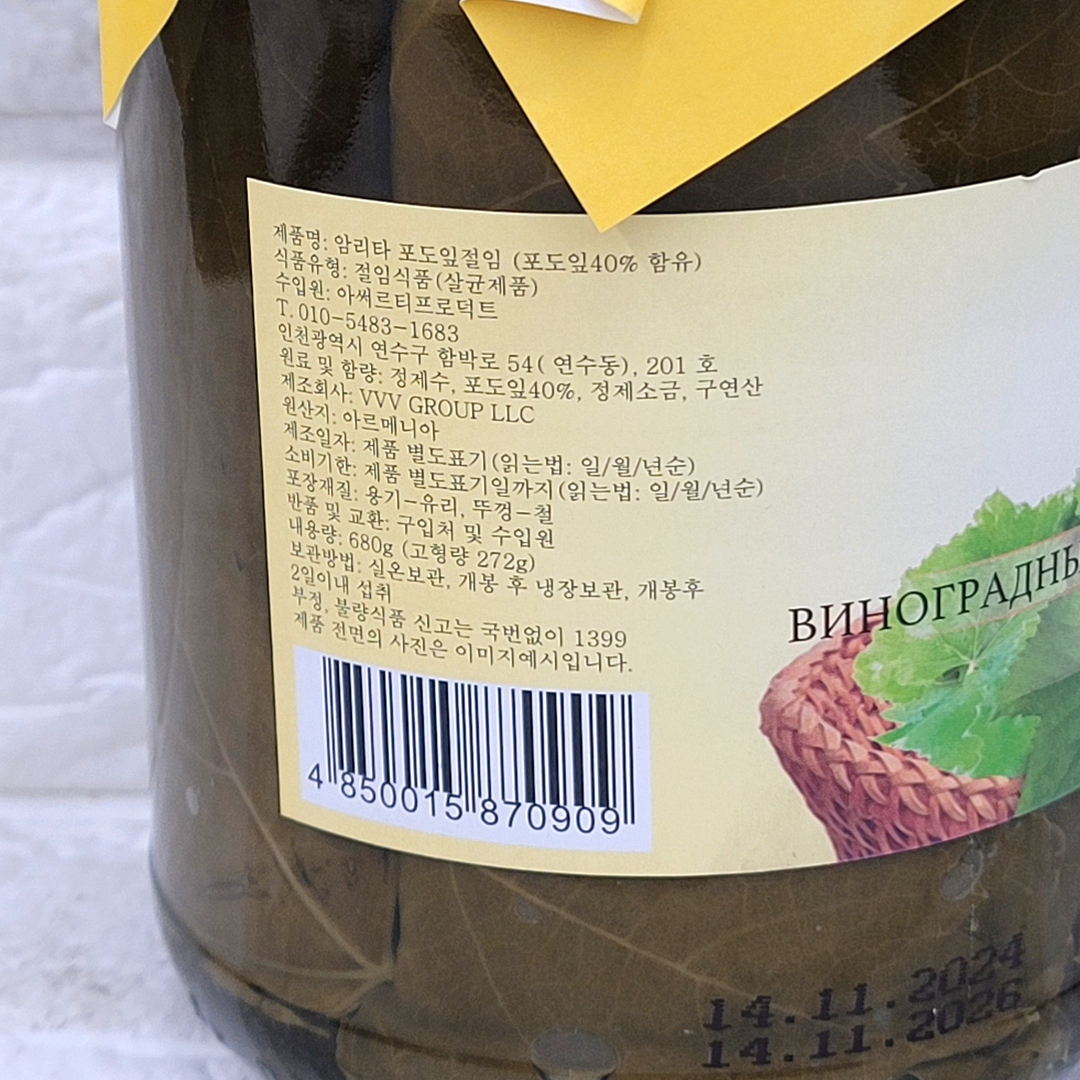 제품명: 암리타 포도잎절임 (포도잎40% 함유)
식품유형: 절임식품(살균제품)
수입원: 아써르티프로덕트
T. 010-5483-1683
인천광역시 연수구 함박로 54( 연수동), 201 호
원료 및 함량: 정제수, 포도잎40%, 정제소금, 구연산
제조회사: VVV GROUP LLC
원산지: 아르메니아
제조일자: 제품 별도표기(읽는법: 일/월/년순)
소비기한: 제품 별도표기일까지(읽는법: 일/월/년순)
포장재질: 용기-유리, 뚜껑-철
반품 및 교환: 구입처 및 수입원
내용량: 680g (고형량 272g)
보관방법: 실온보관, 개봉 후 냉장보관, 개봉후
2일이내 섭취
부정, 불량식품 신고는 국번없이 1399
제품 전면의 사진은 이미지예시입니다.
4 850015 870909
ВИНОГРАДНЫ
14.11.2024
14.11.2026